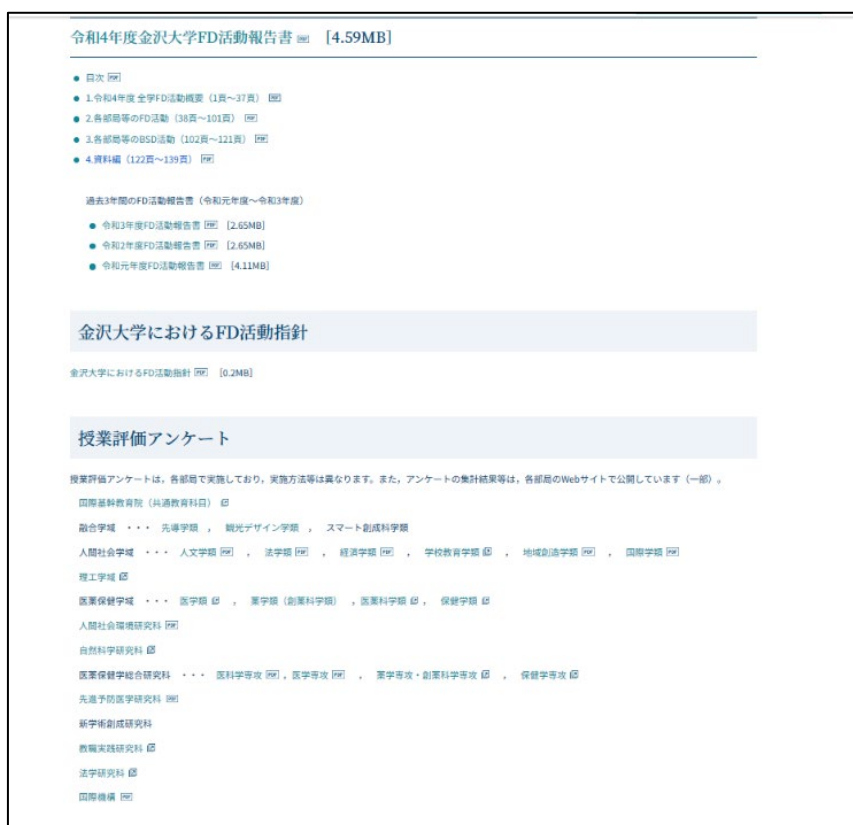 令和4年度金沢大学FD活動報告書 PDF [4.59MB]
目次 PDF
1.令和4年度 全学FD活動概要（1頁～37頁） PDF
2.各部局等のFD活動（38頁～101頁） PDF
3.各部局等のBSD活動（102頁～121頁） PDF
4.資料編（122頁～139頁） PDF
過去3年間のFD活動報告書（令和元年度～令和3年度）
令和3年度FD活動報告書 PDF [2.65MB]
令和2年度FD活動報告書 PDF [2.65MB]
令和元年度FD活動報告書 PDF [4.11MB]
金沢大学におけるFD活動指針
金沢大学におけるFD活動指針 PDF [0.2MB]
授業評価アンケート
授業評価アンケートは，各部局で実施しており，実施方法等は異なります。また，アンケートの集計結果等は，各部局のWebサイトで公開しています（一部）。
国際基幹教育院（共通教育科目）
融合学域 ・・・ 先導学類 ， 観光デザイン学類 ， スマート創成科学類
人間社会学域 ・・・ 人文学類 PDF ， 法学類 PDF ， 経済学類 PDF ， 学校教育学類 ， 地域創造学類 PDF ， 国際学類 PDF
理工学域
医薬保健学域 ・・・ 医学類 ， 薬学類（創薬科学類） ，医薬科学類 ， 保健学類
人間社会環境研究科 PDF
自然科学研究科
医薬保健学総合研究科 ・・・ 医科学専攻 PDF ，医学専攻 PDF ， 薬学専攻・創薬科学専攻 ， 保健学専攻
先進予防医学研究科 PDF
新学術創成研究科
教職実践研究科
法学研究科
国際機構 PDF